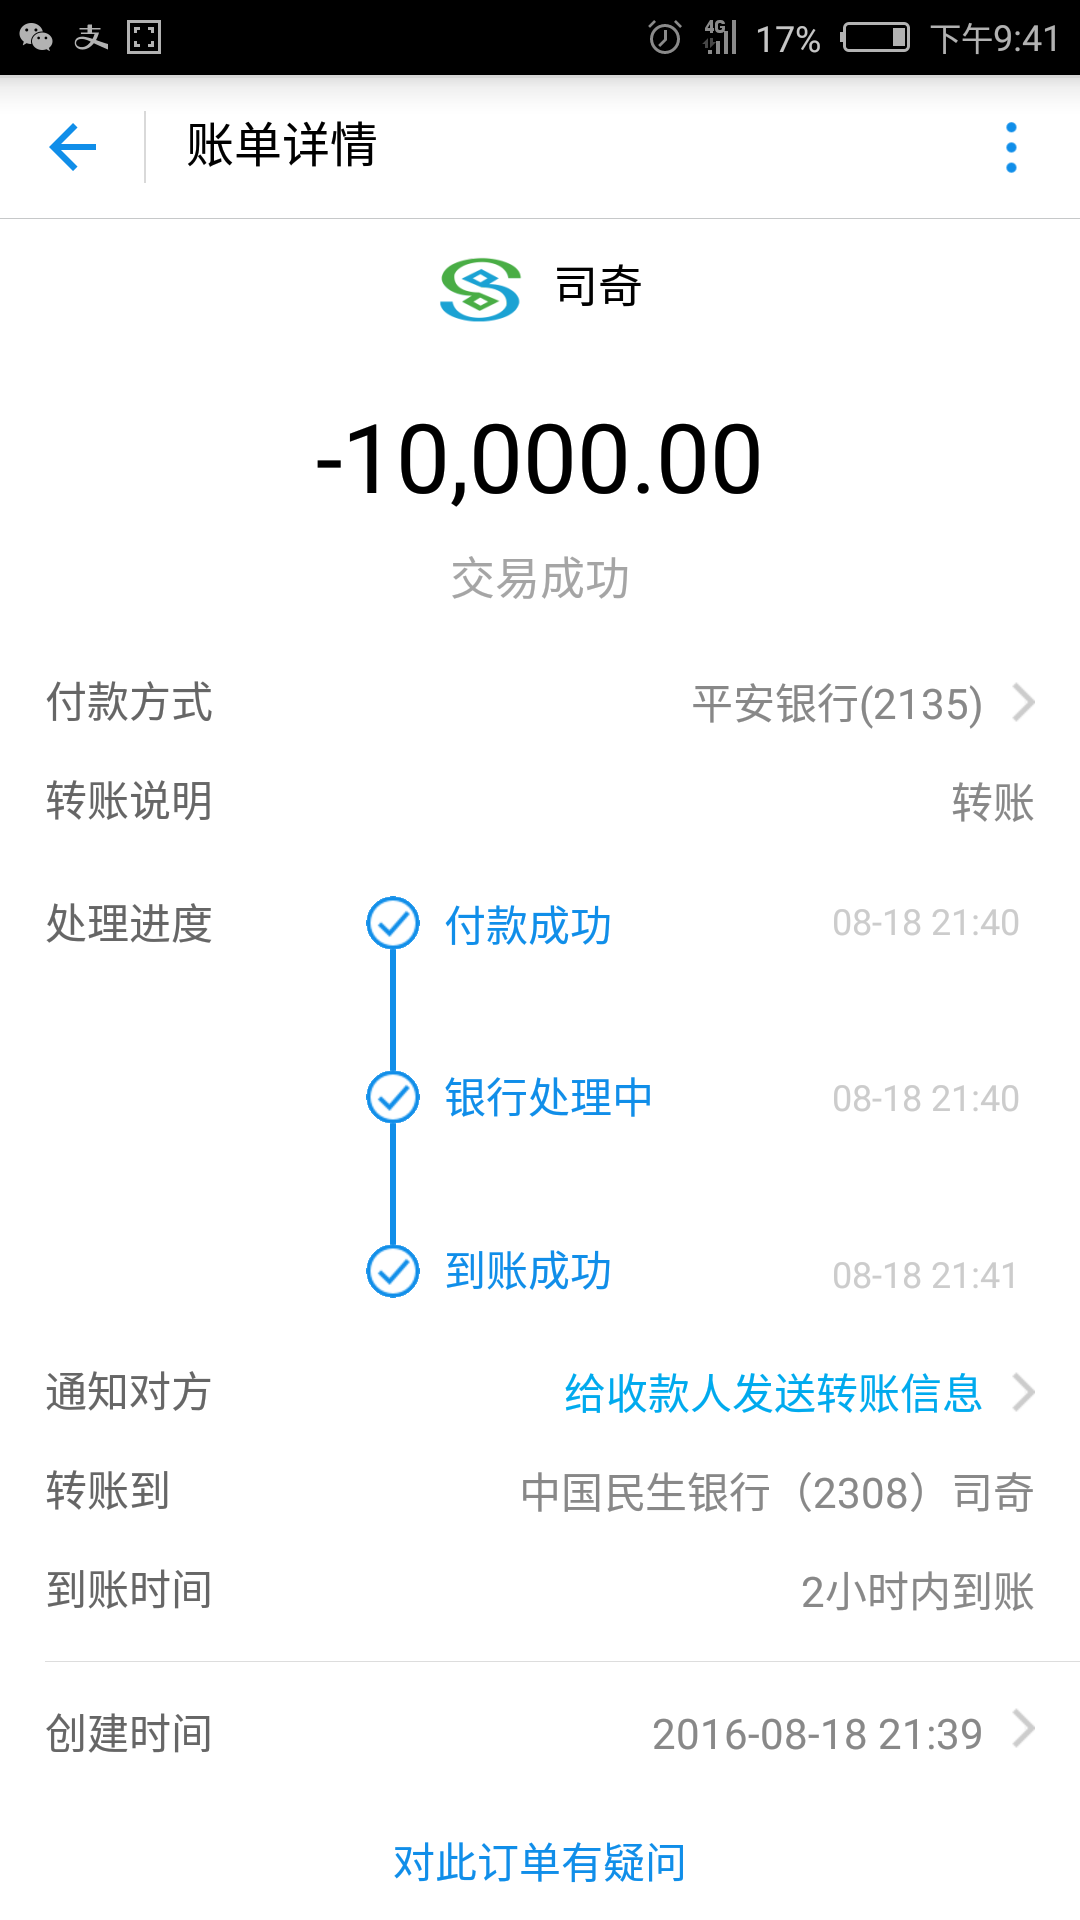 支 4G 17% 下午9:41
账单详情
司奇
-10,000.00
交易成功
付款方式 平安银行(2135)
转账说明 转账
处理进度 付款成功 08-18 21:40
银行处理中 08-18 21:40
到账成功 08-18 21:41
通知对方 给收款人发送转账信息
转账到 中国民生银行（2308）司奇
到账时间 2小时内到账
创建时间 2016-08-18 21:39
对此订单有疑问